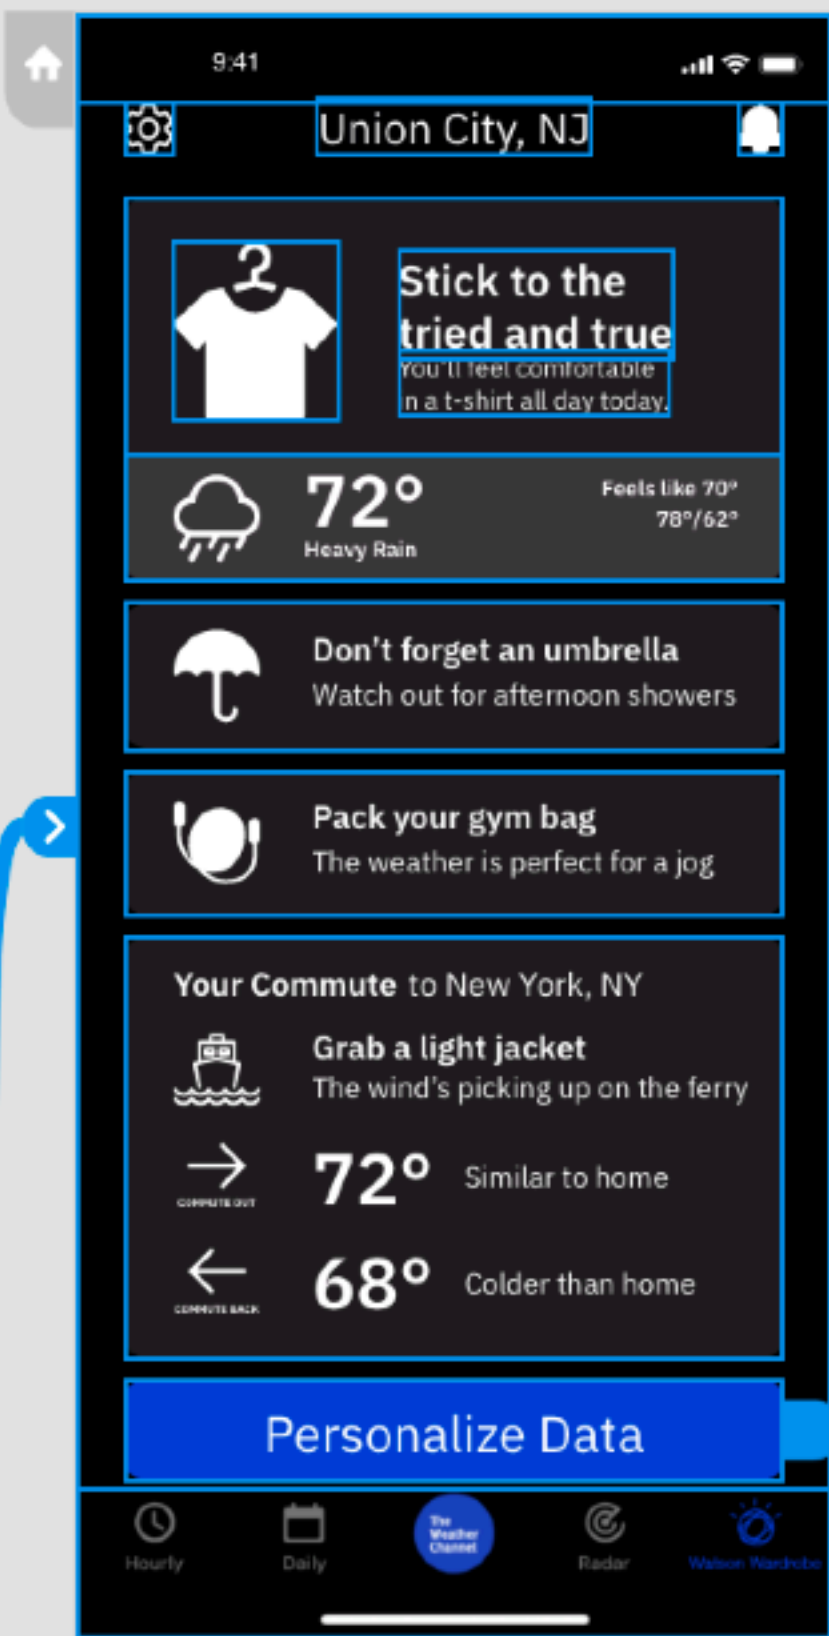 9:41
Union City, NJ
Stick to the
tried and true
You'll feel comfortable
in a t-shirt all day today.
72°
Heavy Rain
Feels like 70°
78°/62°
Don't forget an umbrella
Watch out for afternoon showers
Pack your gym bag
The weather is perfect for a jog
Your Commute to New York, NY
Grab a light jacket
The wind's picking up on the ferry
COMMUTE OUT
72° Similar to home
COMMUTE BACK
68° Colder than home
Personalize Data
Hourly
Daily
The
Weather
Channel
Radar
Watson Wardrobe